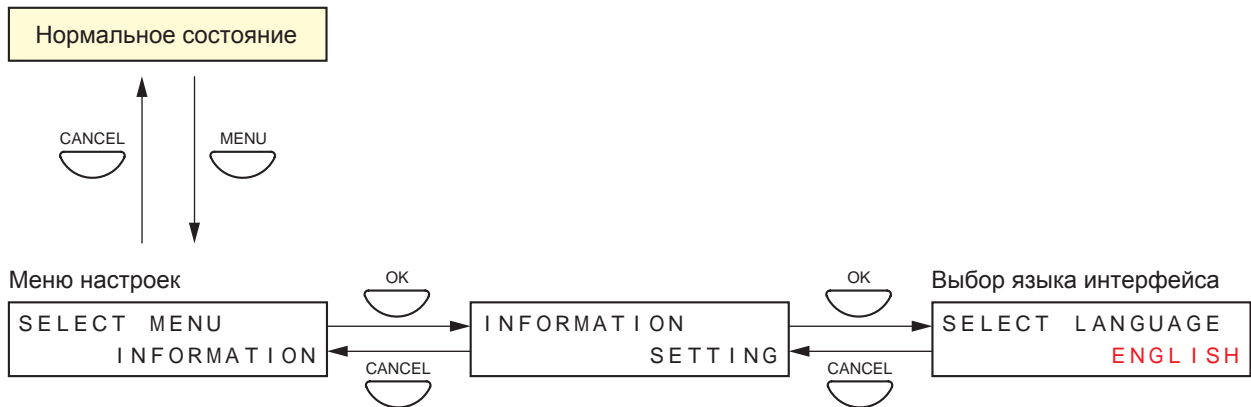 Нормальное состояние
CANCEL
MENU
Меню настроек
OK
OK
Выбор языка интерфейса
SELECT MENU
INFORMATION
INFORMATION
SETTING
SELECT LANGUAGE
ENGLISH
CANCEL
CANCEL